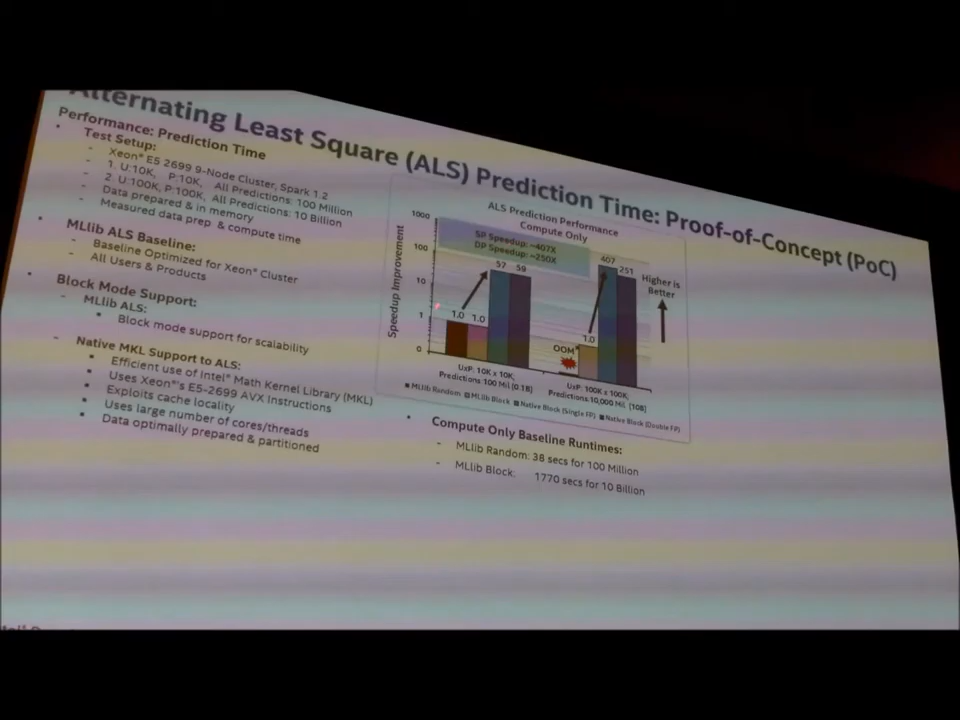 Alternating Least Square (ALS) Prediction Time: Proof-of-Concept (PoC)
Performance: Prediction Time
• Test Setup:
- Xeon® E5 2699 9-Node Cluster, Spark 1.2
- 1. U:10K, P:10K, All Predictions: 100 Million
- 2. U:100K, P:100K, All Predictions: 10 Billion
- Data prepared & in memory
- Measured data prep & compute time
• MLlib ALS Baseline:
- Baseline Optimized for Xeon® Cluster
- All Users & Products
• Block Mode Support:
- MLlib ALS:
• Block mode support for scalability
- Native MKL Support to ALS:
• Efficient use of Intel® Math Kernel Library (MKL)
• Uses Xeon®'s E5-2699 AVX Instructions
• Exploits cache locality
• Uses large number of cores/threads
• Data optimally prepared & partitioned
ALS Prediction Performance
Compute Only
Speedup Improvement
1000
100
10
1
0
SP Speedup: ~407X
DP Speedup: ~250X
1.0 1.0 57 59
OOM 1.0 407 251
Higher is
Better
UxP: 10K x 10K,
Predictions: 100 Mil [0.1B]
UxP: 100K x 100K,
Predictions: 10,000 Mil [10B]
MLlib Random MLlib Block Native Block (Single FP) Native Block (Double FP)
• Compute Only Baseline Runtimes:
- MLlib Random: 38 secs for 100 Million
- MLlib Block: 1770 secs for 10 Billion